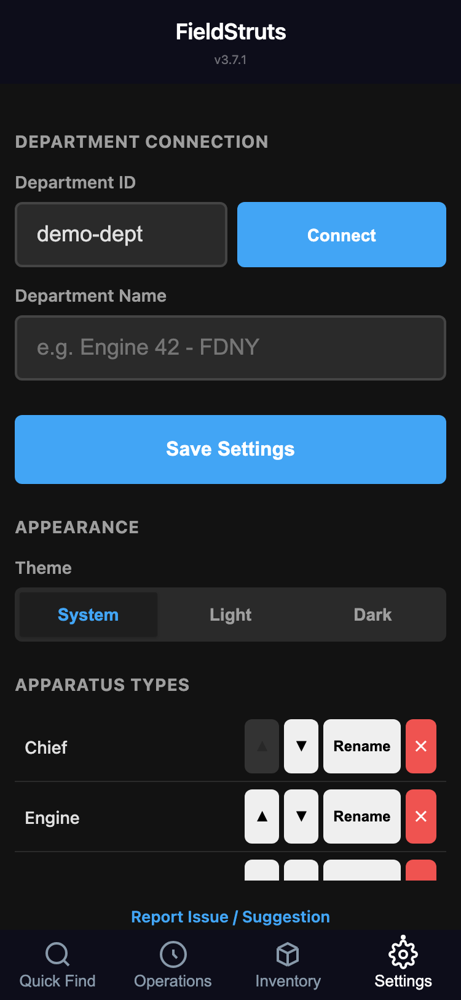 FieldStruts
v3.7.1
DEPARTMENT CONNECTION
Department ID
demo-dept
Connect
Department Name
e.g. Engine 42 - FDNY
Save Settings
APPEARANCE
Theme
System
Light
Dark
APPARATUS TYPES
Chief
▲
▼
Rename
×
Engine
▲
▼
Rename
×
Report Issue / Suggestion
Quick Find
Operations
Inventory
Settings